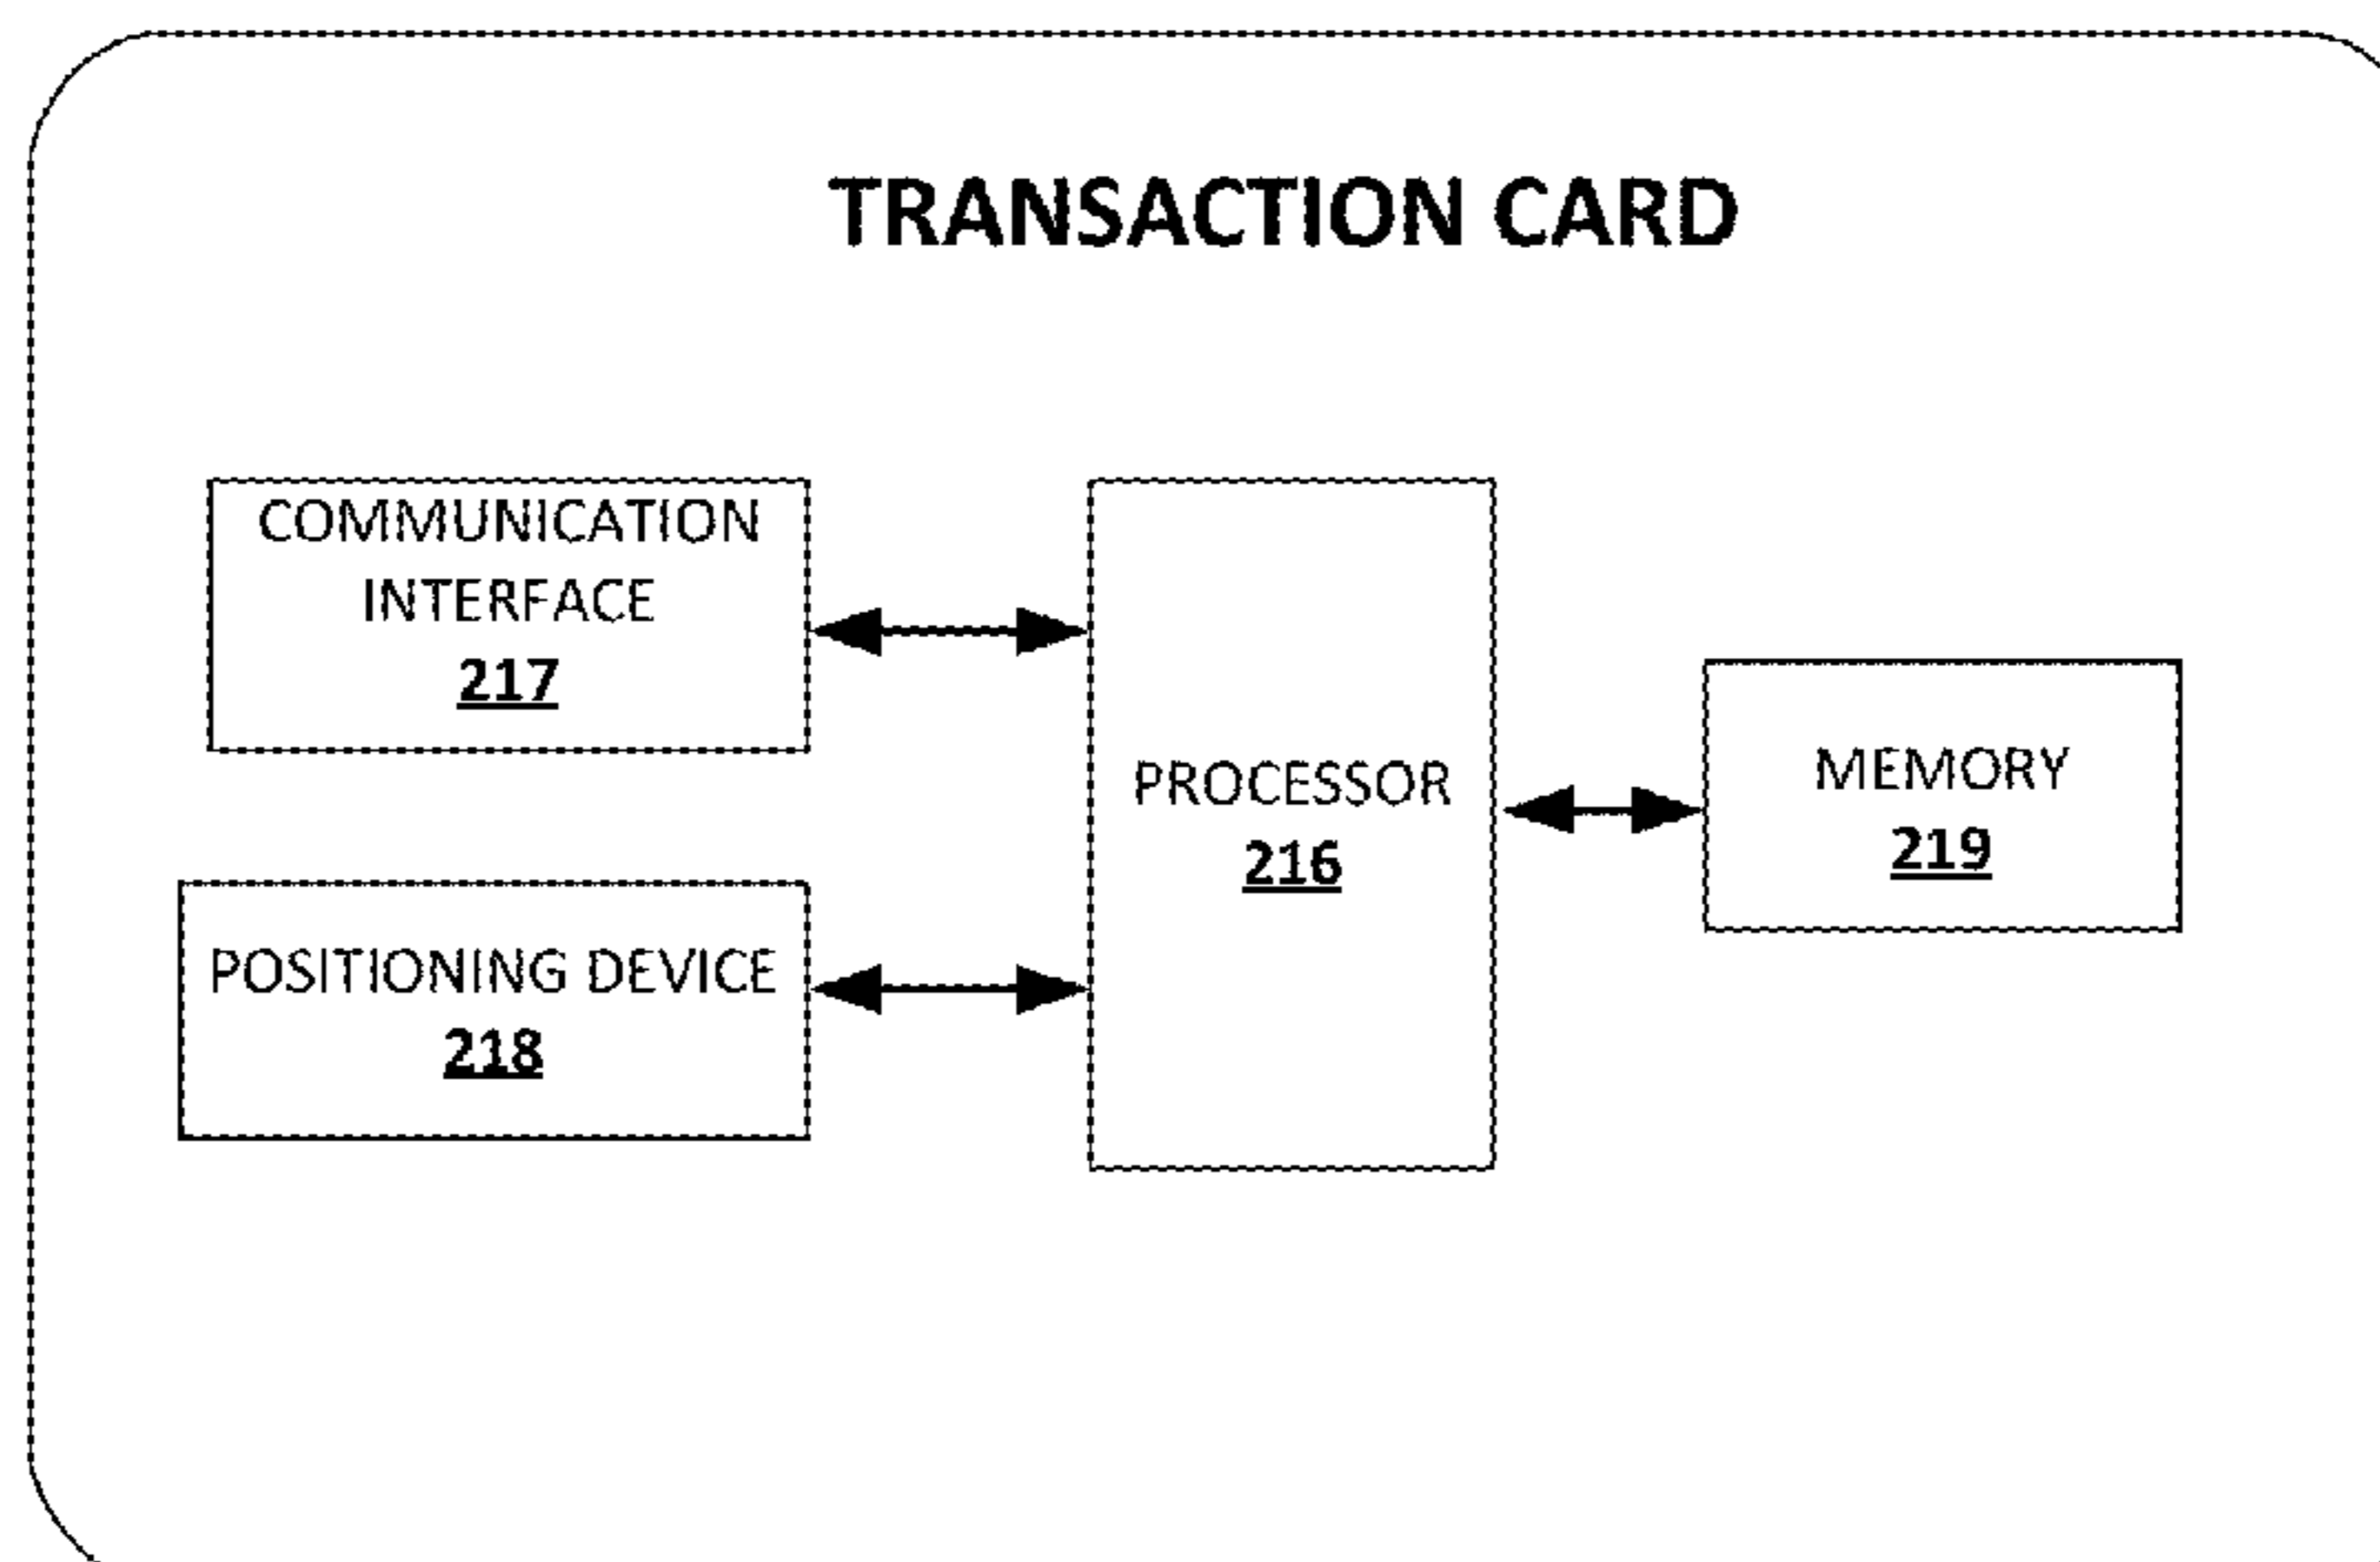 TRANSACTION CARD
COMMUNICATION
INTERFACE
217
POSITIONING DEVICE
218
PROCESSOR
216
MEMORY
219